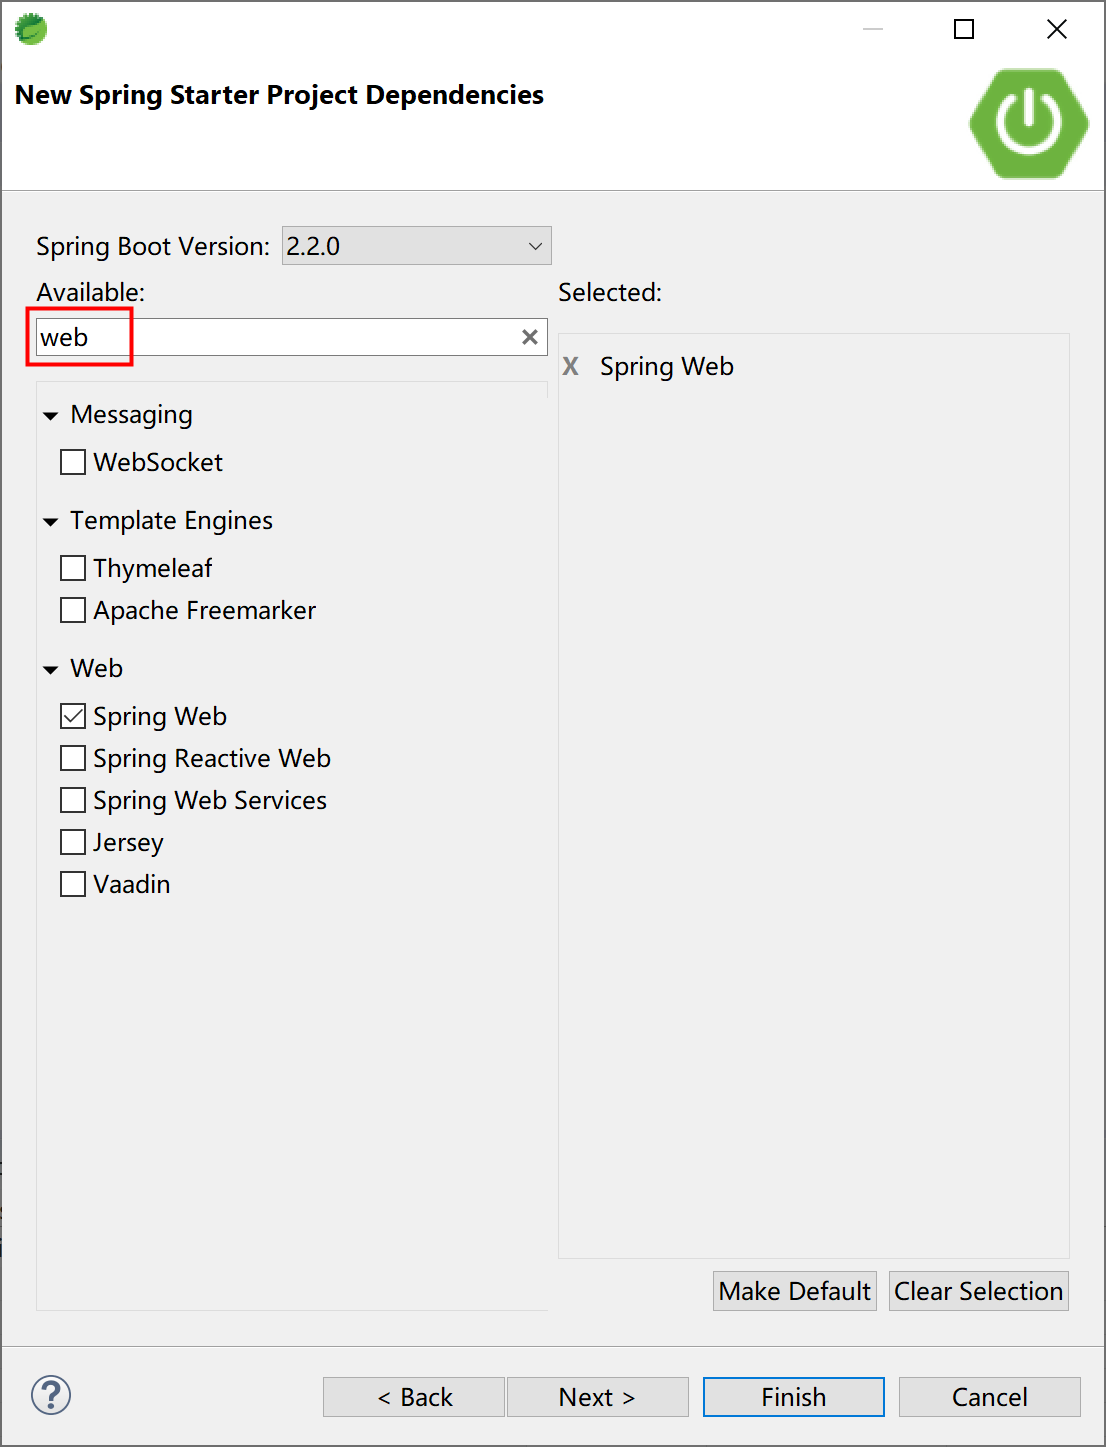 New Spring Starter Project Dependencies
Spring Boot Version: 2.2.0
Available:
Selected:
web
X Spring Web
Messaging
WebSocket
Template Engines
Thymeleaf
Apache Freemarker
Web
Spring Web
Spring Reactive Web
Spring Web Services
Jersey
Vaadin
Make Default
Clear Selection
?
< Back
Next >
Finish
Cancel